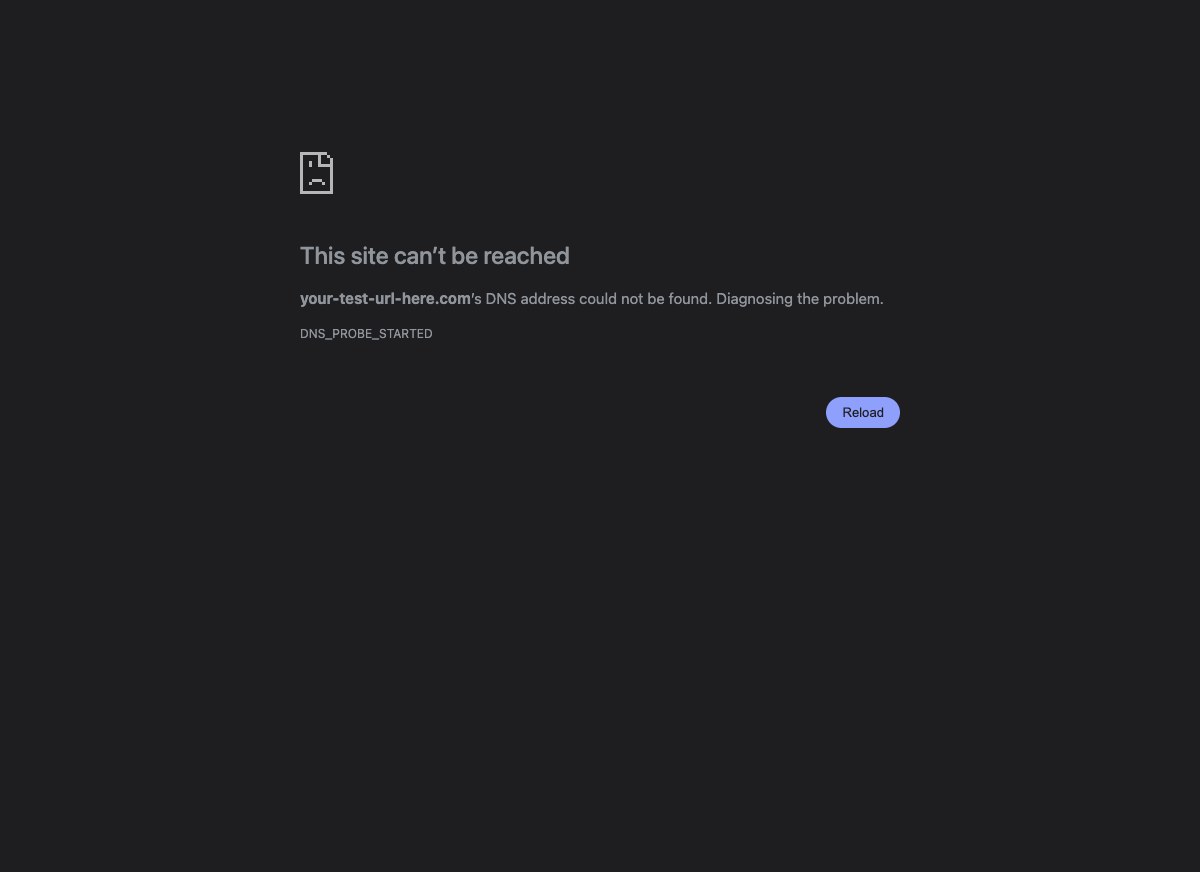 This site can’t be reached
your-test-url-here.com’s DNS address could not be found. Diagnosing the problem.
DNS_PROBE_STARTED
Reload